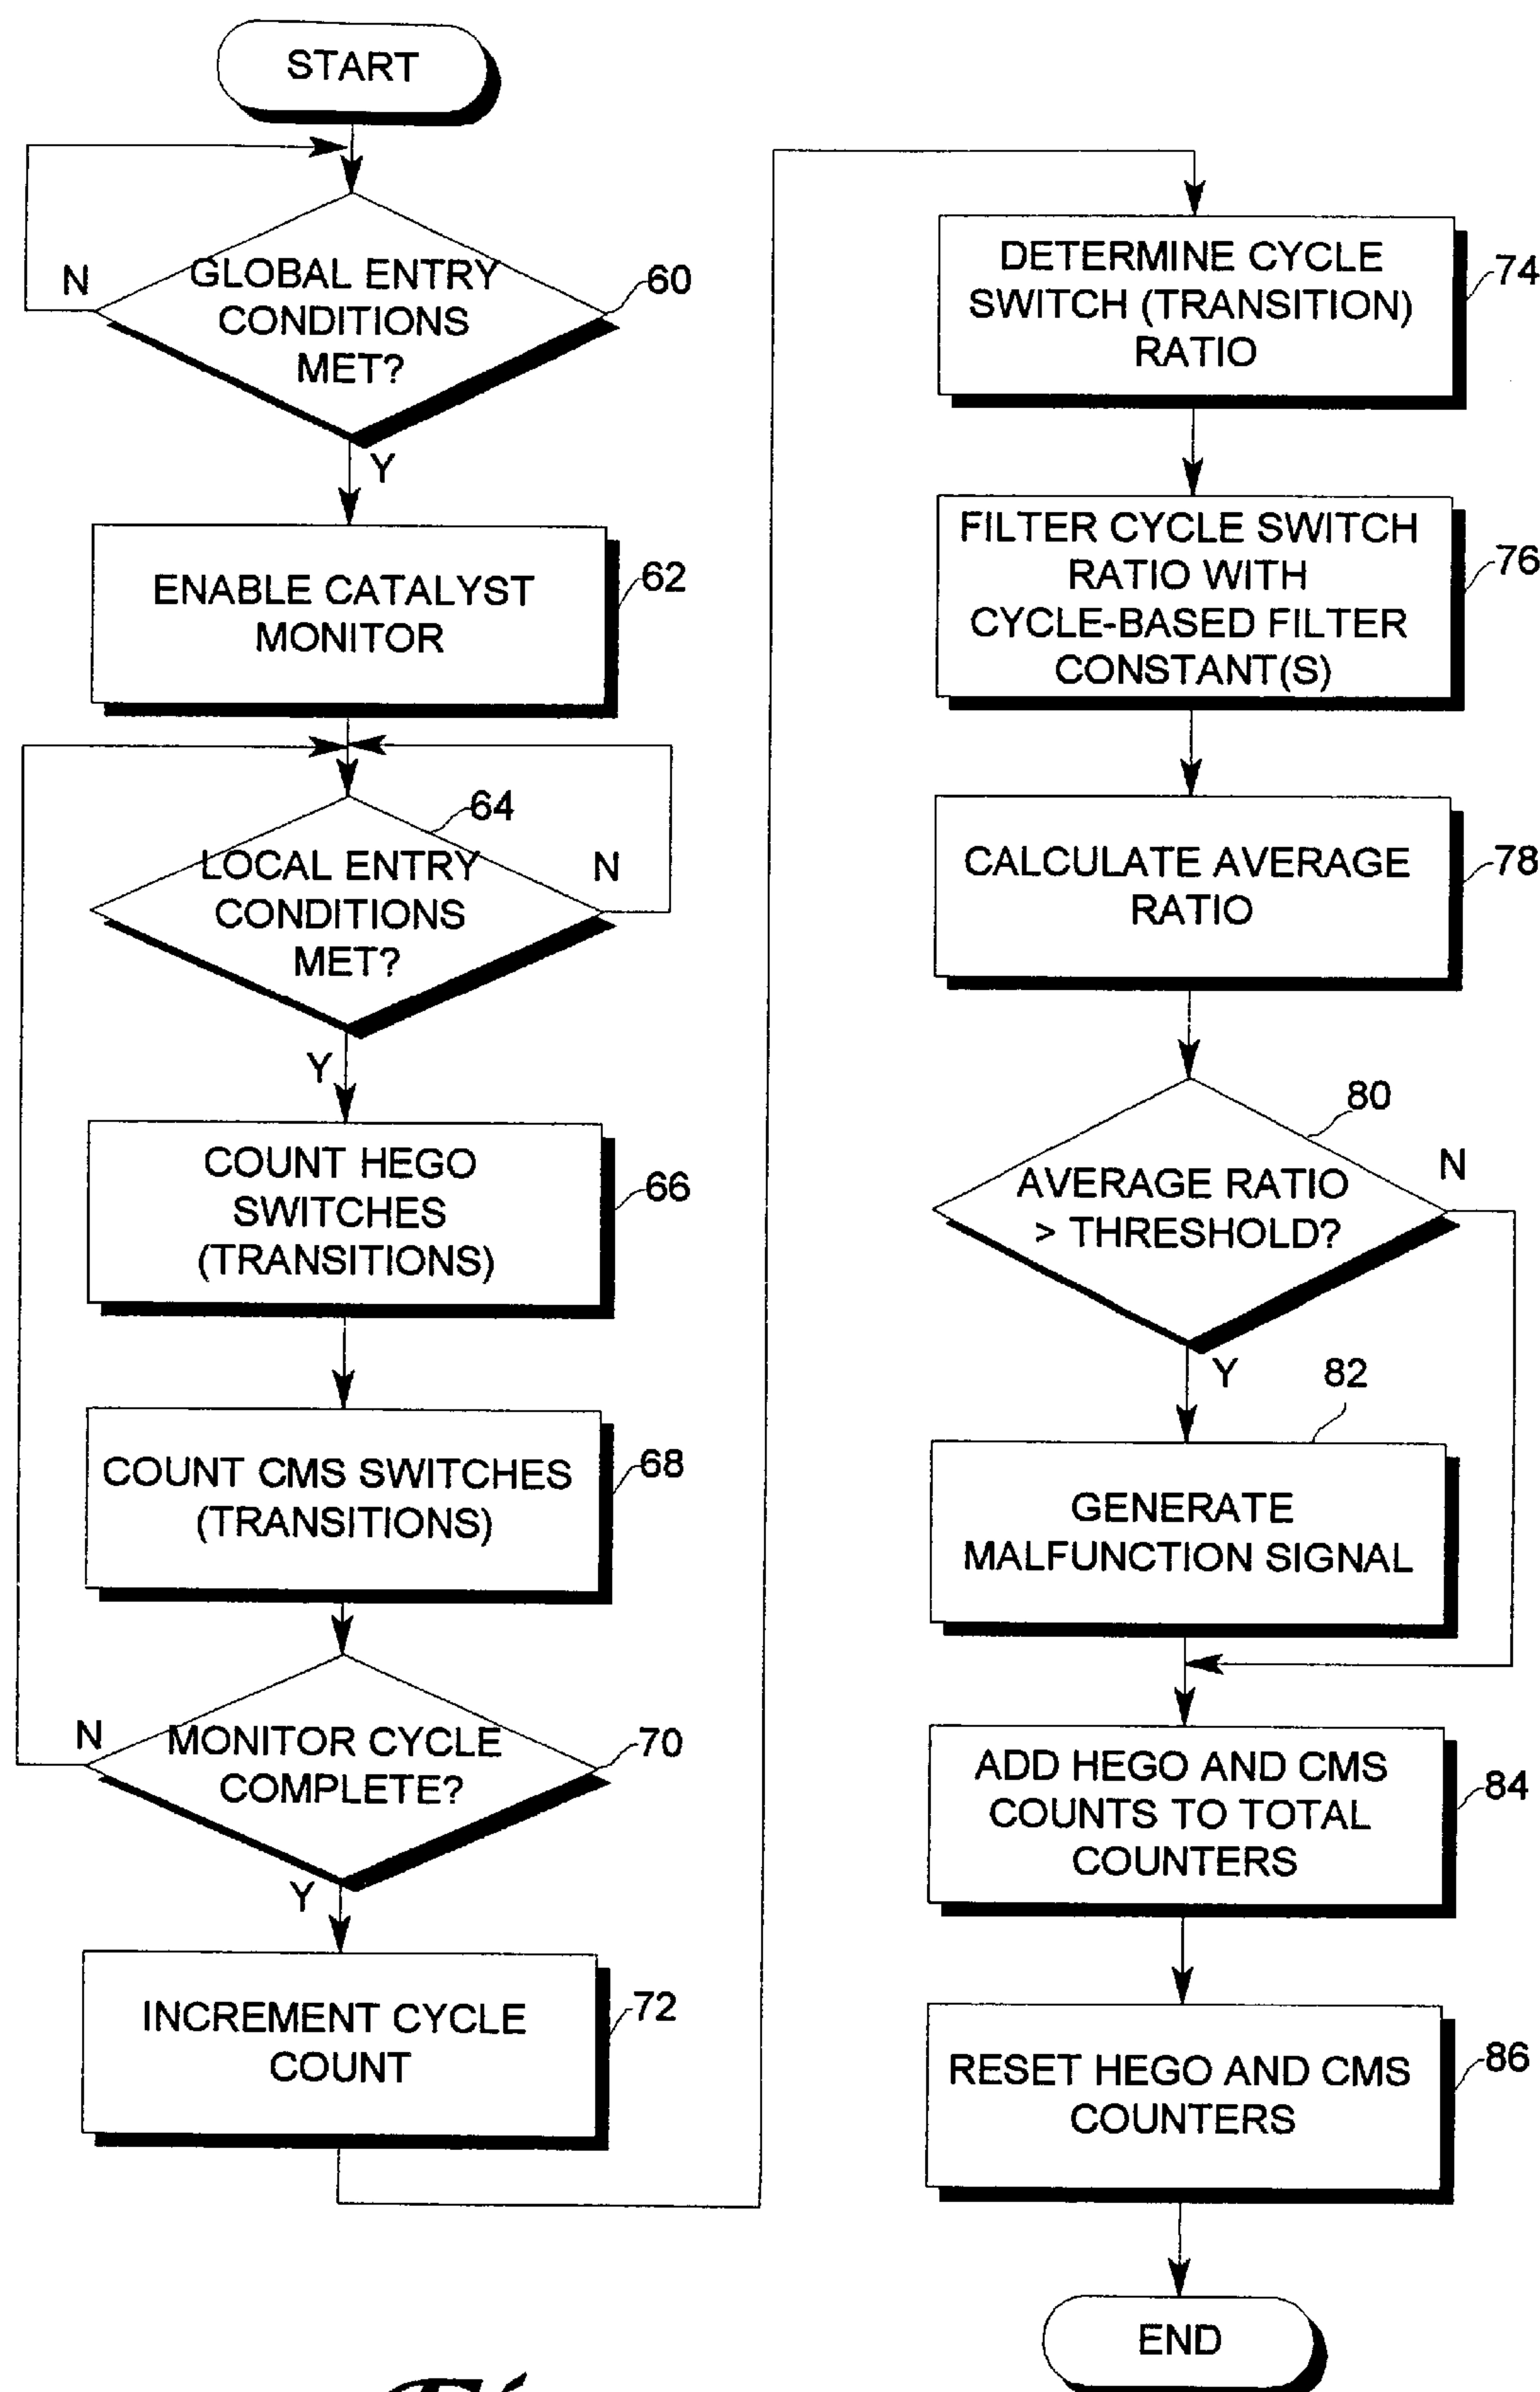 START
N
GLOBAL ENTRY
CONDITIONS
MET?
60
Y
ENABLE CATALYST
MONITOR
62
64
LOCAL ENTRY
CONDITIONS
MET?
N
Y
COUNT HEGO
SWITCHES
(TRANSITIONS)
66
COUNT CMS SWITCHES
(TRANSITIONS)
68
N
MONITOR CYCLE
COMPLETE?
70
Y
INCREMENT CYCLE
COUNT
72
DETERMINE CYCLE
SWITCH (TRANSITION)
RATIO
74
FILTER CYCLE SWITCH
RATIO WITH
CYCLE-BASED FILTER
CONSTANT(S)
76
CALCULATE AVERAGE
RATIO
78
80
AVERAGE RATIO
> THRESHOLD?
N
Y
82
GENERATE
MALFUNCTION SIGNAL
ADD HEGO AND CMS
COUNTS TO TOTAL
COUNTERS
84
RESET HEGO AND CMS
COUNTERS
86
END